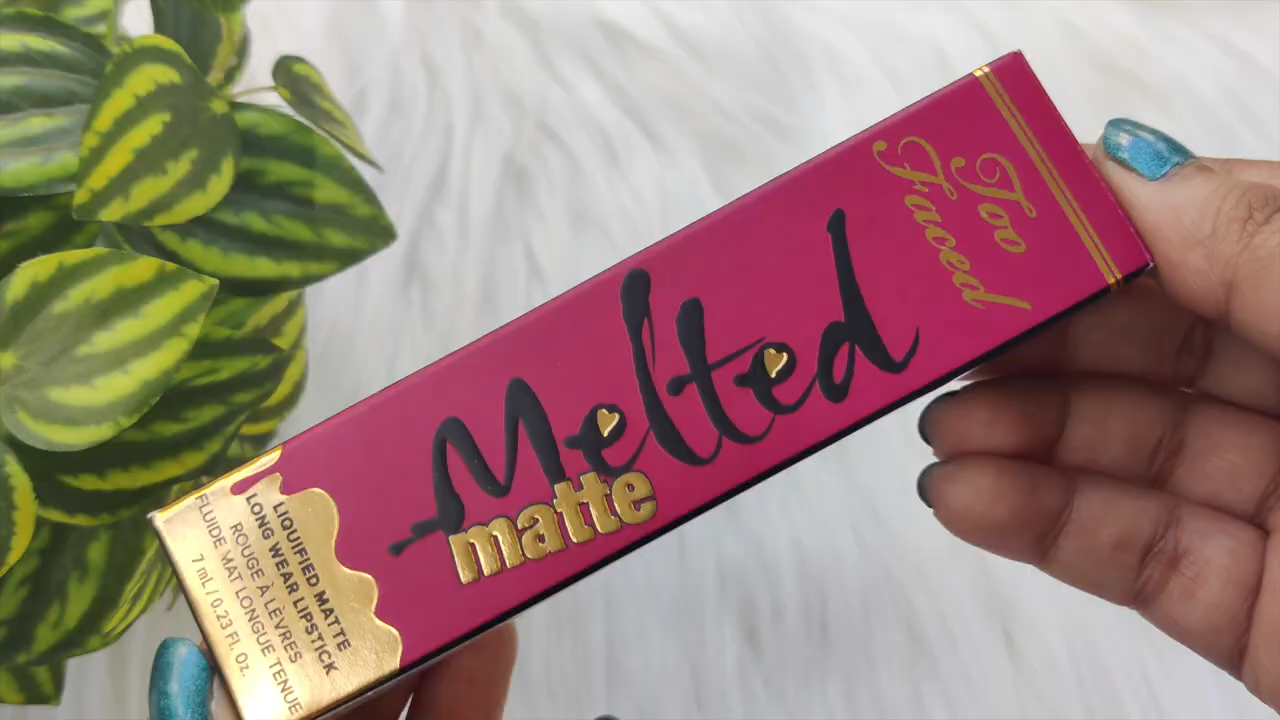 Too
Faced
Melted
matte
LIQUIFIED MATTE
LONG WEAR LIPSTICK
ROUGE À LÈVRES
FLUIDE MAT LONGUE TENUE
7 mL / 0.23 Fl. Oz.